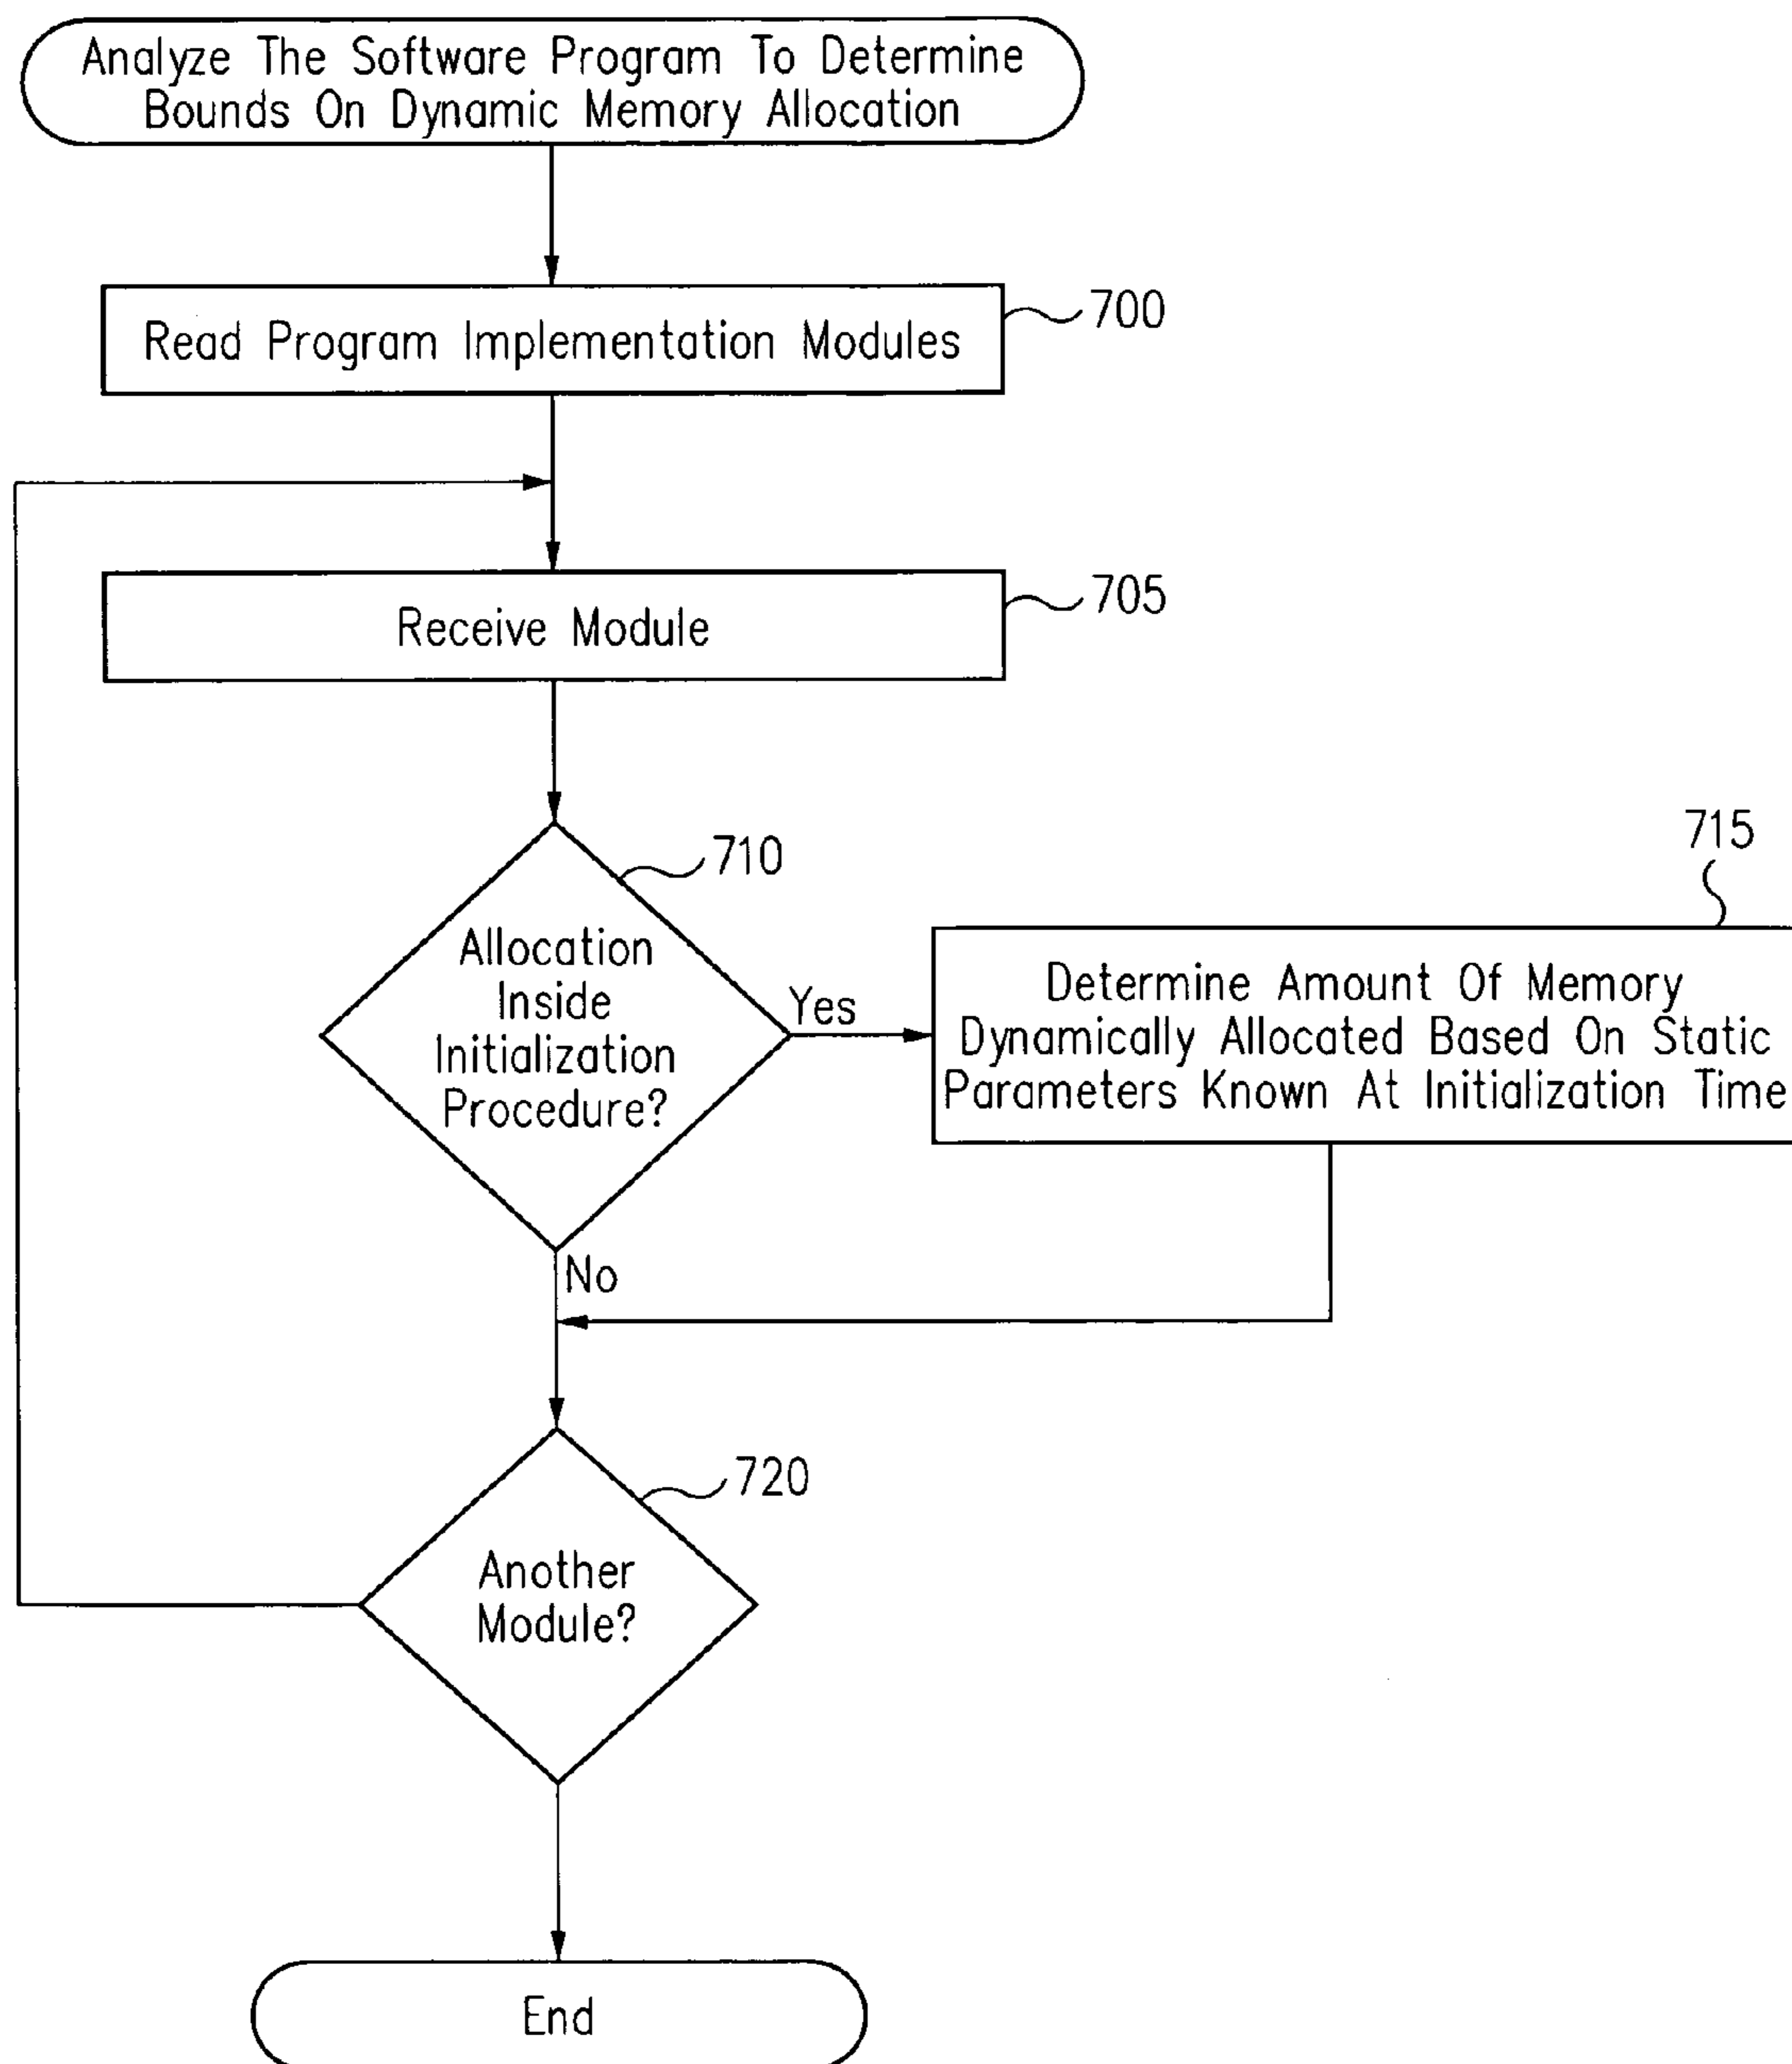 Analyze The Software Program To Determine
Bounds On Dynamic Memory Allocation
Read Program Implementation Modules
700
Receive Module
705
710
Allocation
Inside
Initialization
Procedure?
Yes
715
Determine Amount Of Memory
Dynamically Allocated Based On Static
Parameters Known At Initialization Time
No
720
Another
Module?
End